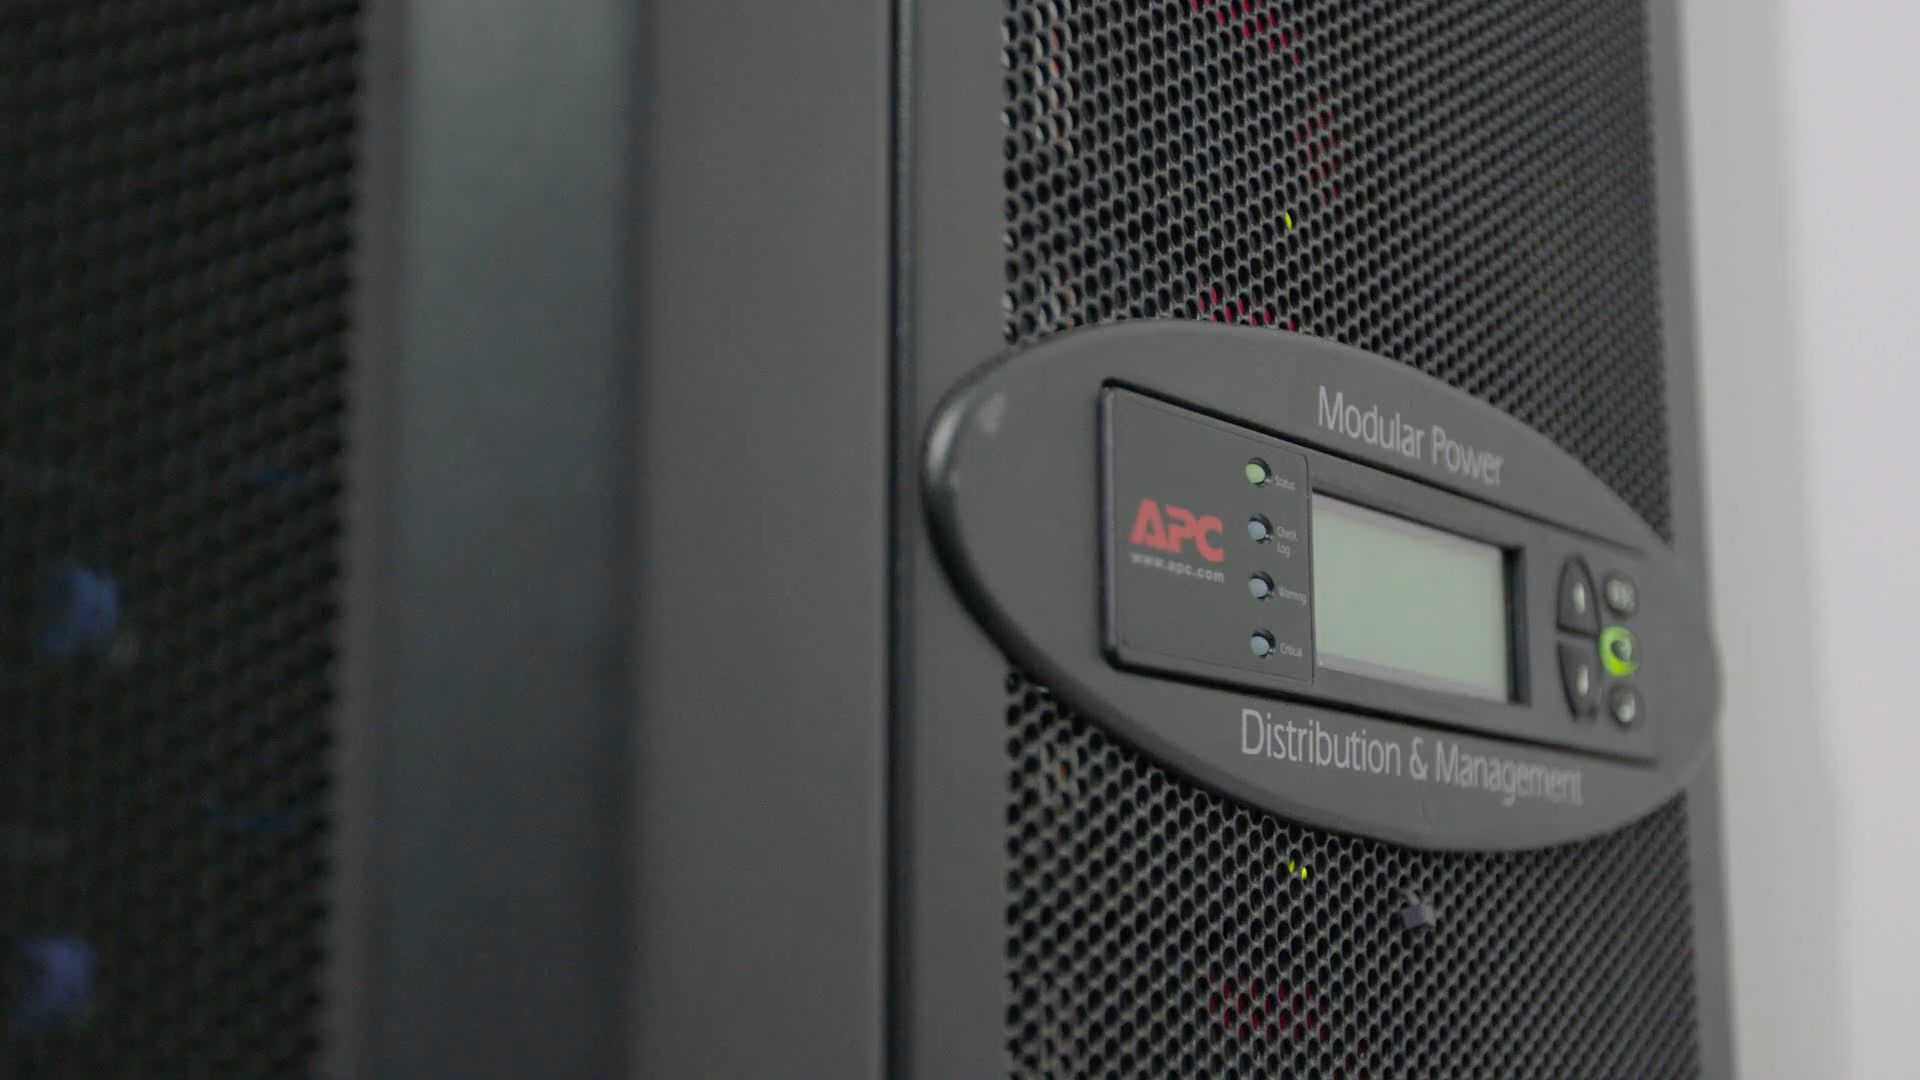 Modular Power
APC
www.apc.com
Status
Check
Log
Warning
Critical
Distribution & Management